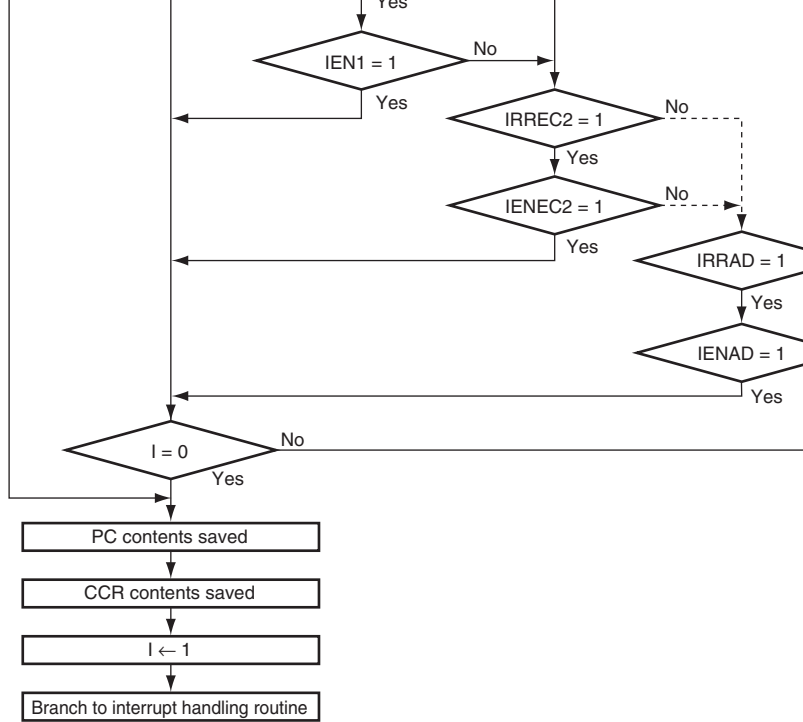 Yes
IEN1 = 1
No
Yes
IRREC2 = 1
No
Yes
IENEC2 = 1
No
Yes
IRRAD = 1
Yes
IENAD = 1
Yes
I = 0
No
Yes
PC contents saved
CCR contents saved
I ← 1
Branch to interrupt handling routine